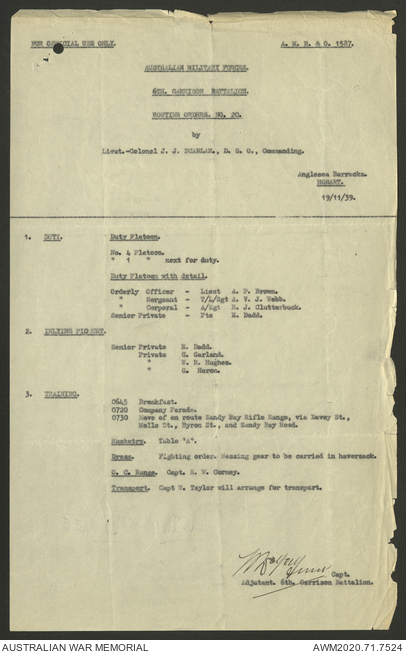 FOR OFFICIAL USE ONLY.
A. M. R. & O. 1527.
AUSTRALIAN MILITARY FORCES.
6TH. GARRISON BATTALION.
ROUTINE ORDERS. NO. 20.
by
Lieut.-Colonel J. J. SCANLAN., D. S. O., Commanding.
Anglesea Barracks.
HOBART.
19/11/39.
1. DUTY. Duty Platoon.
No. 4 Platoon.
" 1 " next for duty.
Duty Platoon with detail.
Orderly Officer - Lieut A. P. Brown.
" Sergeant - T/L/Sgt A. V. J. Webb.
" Corporal - A/Sgt H. J. Clutterbuck.
Senior Private - Pte E. Dadd.
2. INLYING PICQUET.
Senior Private E. Dadd.
Private G. Garland.
" W. H. Hughes.
" G. Heron.
3. TRAINING.
0645 Breakfast.
0720 Company Parade.
0730 Move of en route Sandy Bay Rifle Range, via Davey St.,
Molle St., Byron St., and Sandy Bay Road.
Musketry. Table "A".
Dress. Fighting order. Messing gear to be carried in haversack.
O. C. Range. Capt. E. W. Carney.
Transport. Capt W. Taylor will arrange for transport.
Capt.
Adjutant. 6th. Garrison Battalion.
AUSTRALIAN WAR MEMORIAL
AWM2020.71.7524